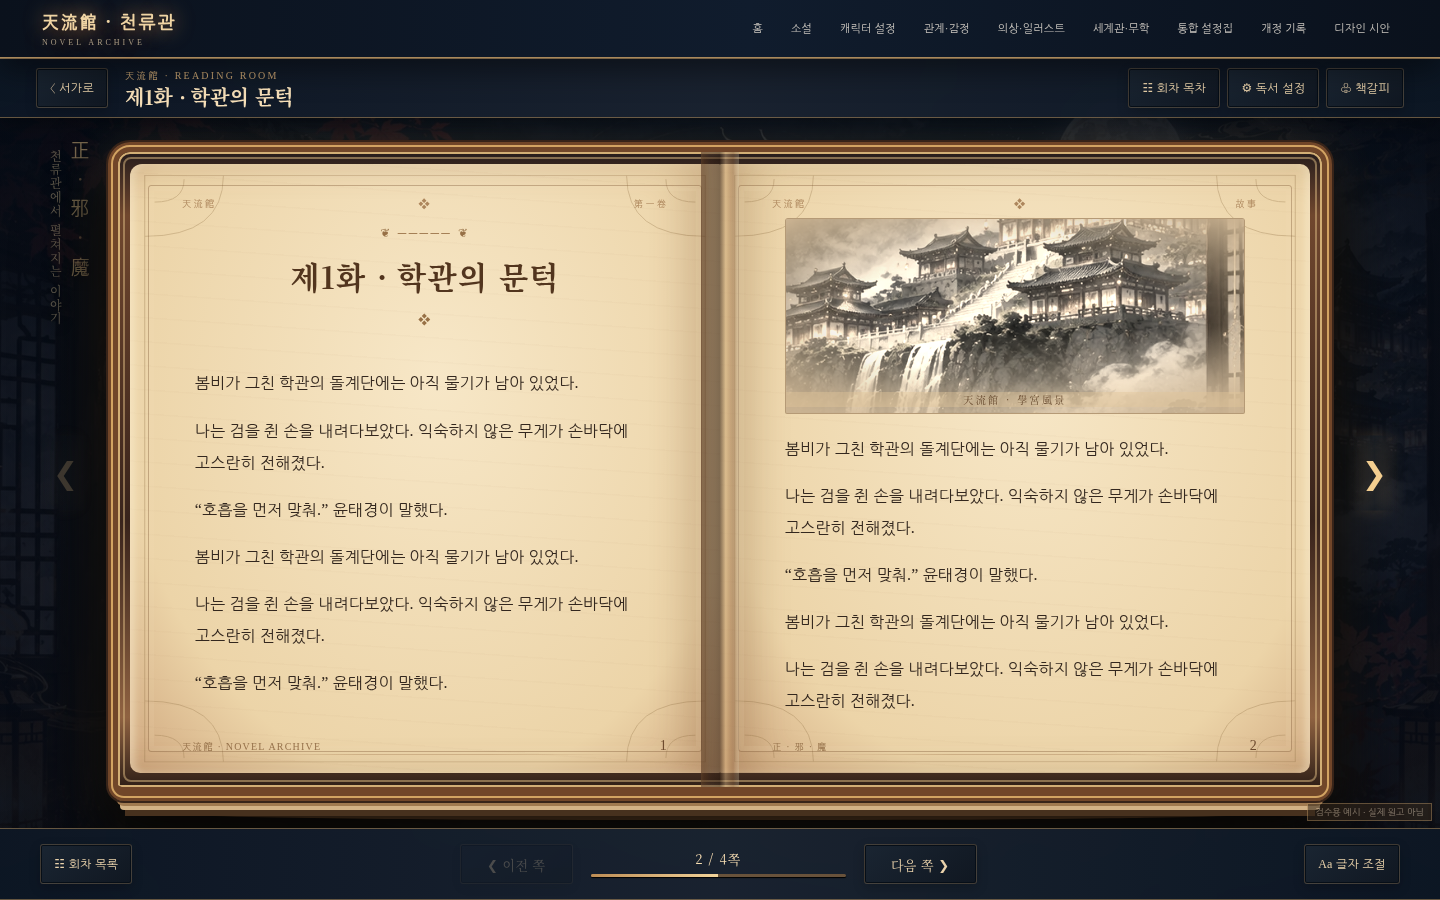 天流館 · 천류관
NOVEL ARCHIVE
홈
소설
캐릭터 설정
관계·감정
의상·일러스트
세계관·무학
통합 설정집
개정 기록
디자인 시안
〈 서가로
天流館 · READING ROOM
제1화 · 학관의 문턱
☷ 회차 목차
⚙ 독서 설정
♧ 책갈피
正 · 邪 · 魔
천류관에서 펼쳐지는 이야기
天流館
第一卷
제1화 · 학관의 문턱
봄비가 그친 학관의 돌계단에는 아직 물기가 남아 있었다.
나는 검을 쥔 손을 내려다보았다. 익숙하지 않은 무게가 손바닥에
고스란히 전해졌다.
“호흡을 먼저 맞춰.” 윤태경이 말했다.
봄비가 그친 학관의 돌계단에는 아직 물기가 남아 있었다.
나는 검을 쥔 손을 내려다보았다. 익숙하지 않은 무게가 손바닥에
고스란히 전해졌다.
“호흡을 먼저 맞춰.” 윤태경이 말했다.
天流館 · NOVEL ARCHIVE
1
天流館
故事
天流館 · 學宮風景
봄비가 그친 학관의 돌계단에는 아직 물기가 남아 있었다.
나는 검을 쥔 손을 내려다보았다. 익숙하지 않은 무게가 손바닥에
고스란히 전해졌다.
“호흡을 먼저 맞춰.” 윤태경이 말했다.
봄비가 그친 학관의 돌계단에는 아직 물기가 남아 있었다.
나는 검을 쥔 손을 내려다보았다. 익숙하지 않은 무게가 손바닥에
고스란히 전해졌다.
正 · 邪 · 魔
2
❮
❯
검수용 예시 · 실제 원고 아님
☷ 회차 목록
❮ 이전 쪽
2 / 4쪽
다음 쪽 ❯
Aa 글자 조절